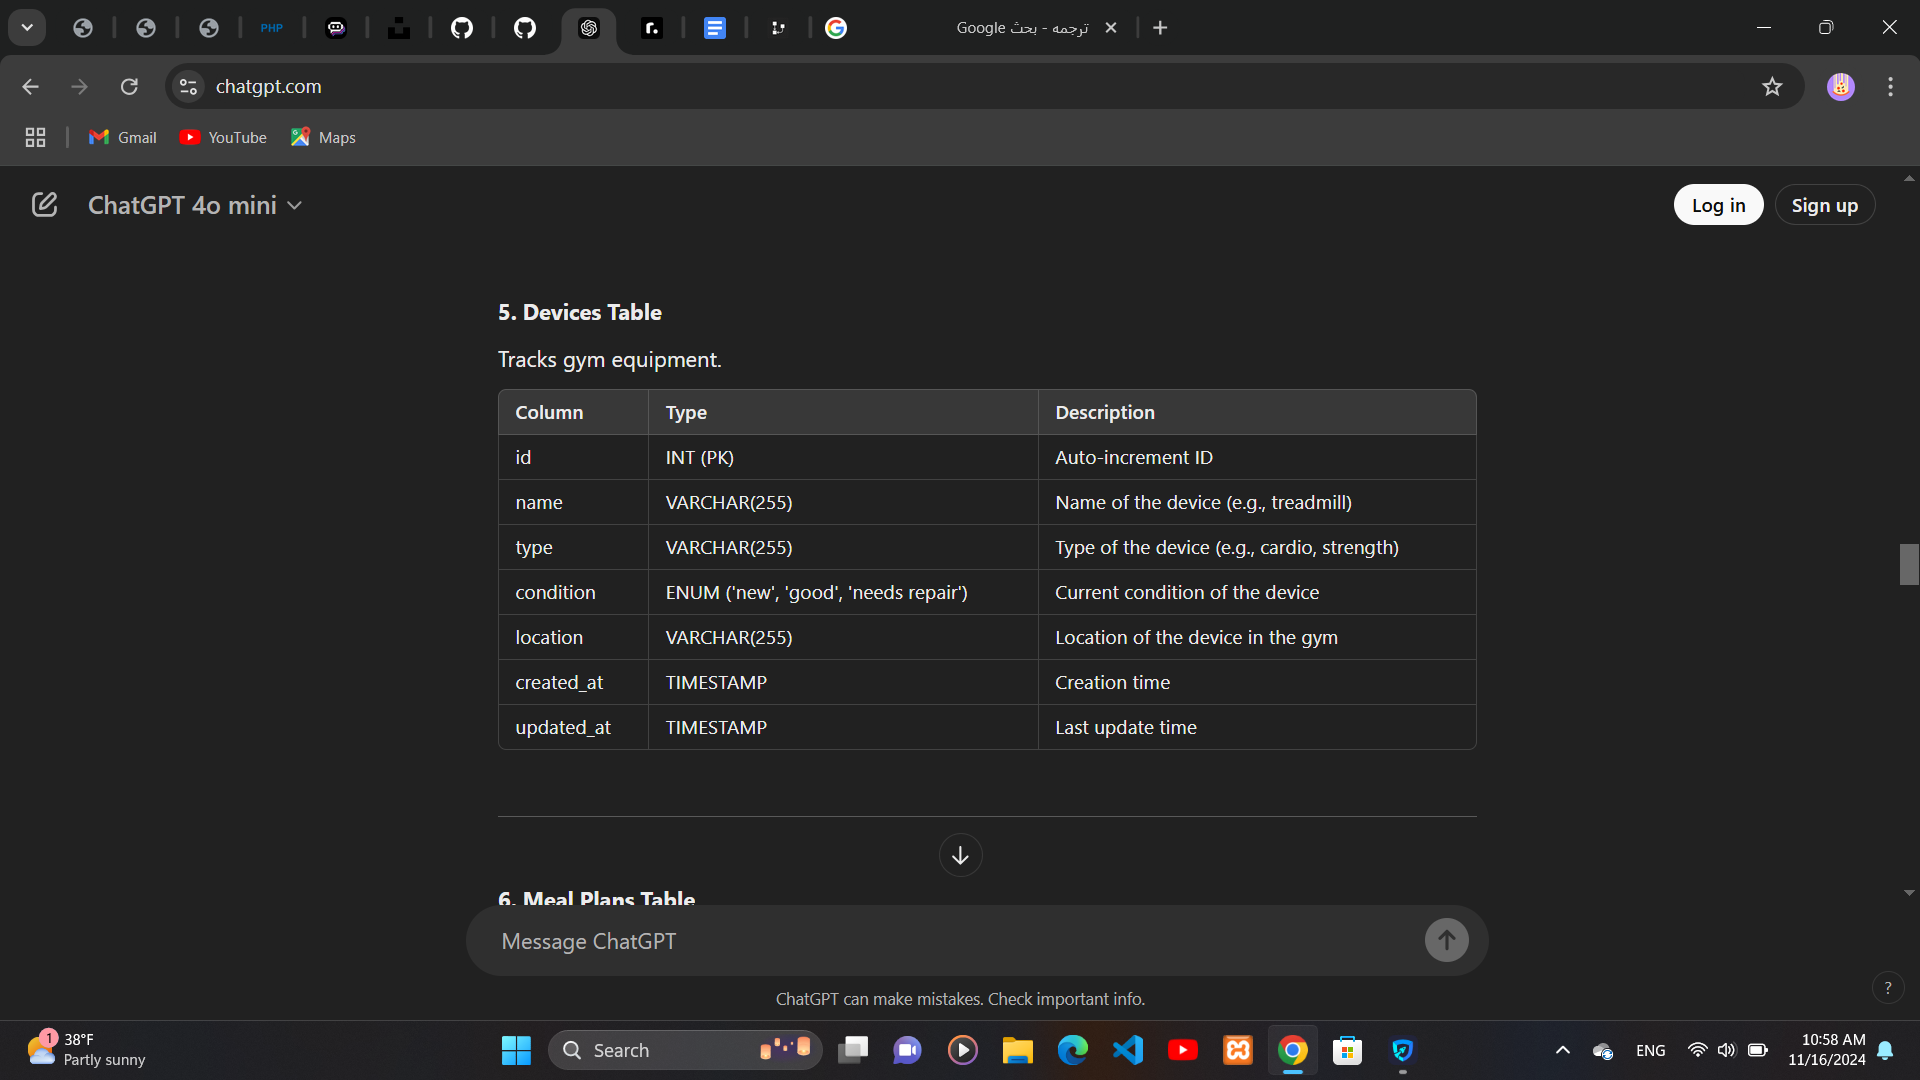 PHP
ترجمه - بحث Google
chatgpt.com
Gmail
YouTube
Maps
ChatGPT 4o mini
Log in
Sign up
5. Devices Table
Tracks gym equipment.
Column Type Description
id INT (PK) Auto-increment ID
name VARCHAR(255) Name of the device (e.g., treadmill)
type VARCHAR(255) Type of the device (e.g., cardio, strength)
condition ENUM ('new', 'good', 'needs repair') Current condition of the device
location VARCHAR(255) Location of the device in the gym
created_at TIMESTAMP Creation time
updated_at TIMESTAMP Last update time
6. Meal Plans Table
Message ChatGPT
ChatGPT can make mistakes. Check important info.
?
1
38°F
Partly sunny
Search
ENG
10:58 AM
11/16/2024